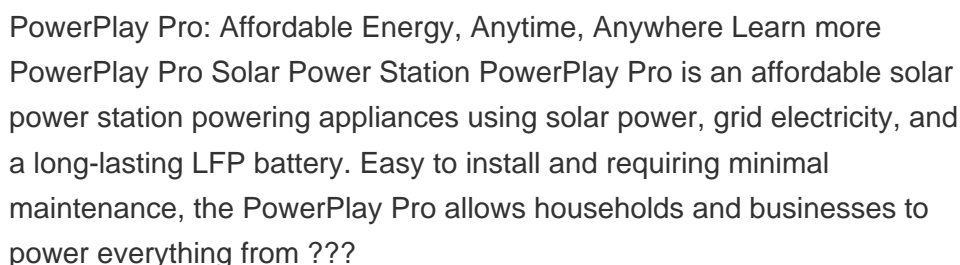 PowerPlay Pro: Affordable Energy, Anytime, Anywhere Learn more
PowerPlay Pro Solar Power Station PowerPlay Pro is an affordable solar
power station powering appliances using solar power, grid electricity, and
a long-lasting LFP battery. Easy to install and requiring minimal
maintenance, the PowerPlay Pro allows households and businesses to
power everything from ???